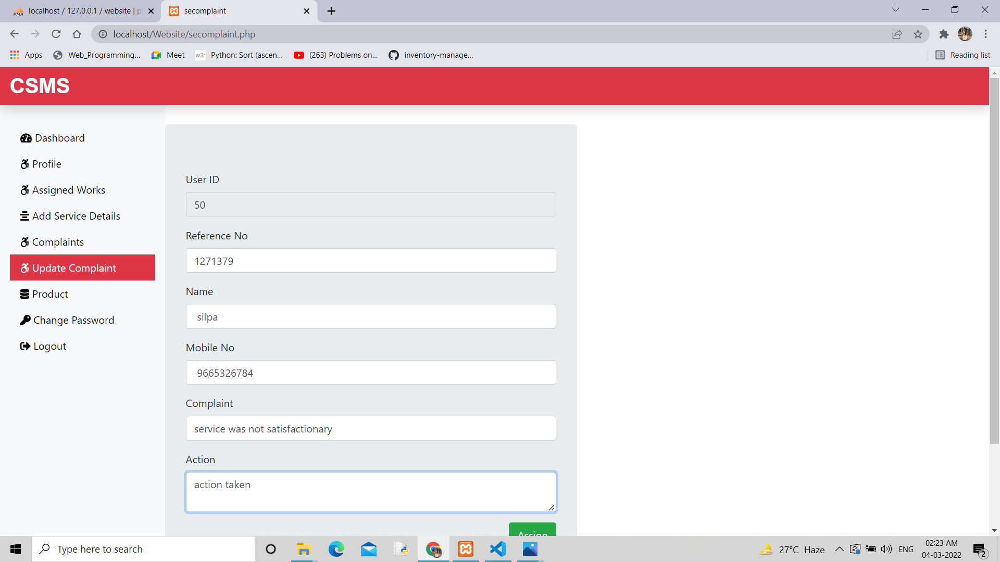 localhost / 127.0.0.1 / website | p
secomplaint
localhost/Website/secomplaint.php
Apps
Web_Programming...
Meet
w3r
Python: Sort (ascen...
(263) Problems on...
inventory-manage...
Reading list
CSMS
Dashboard
Profile
Assigned Works
Add Service Details
Complaints
Update Complaint
Product
Change Password
Logout
User ID
50
Reference No
1271379
Name
silpa
Mobile No
9665326784
Complaint
service was not satisfactionary
Action
action taken
Assign
Type here to search
27°C Haze
ENG
02:23 AM
04-03-2022
2